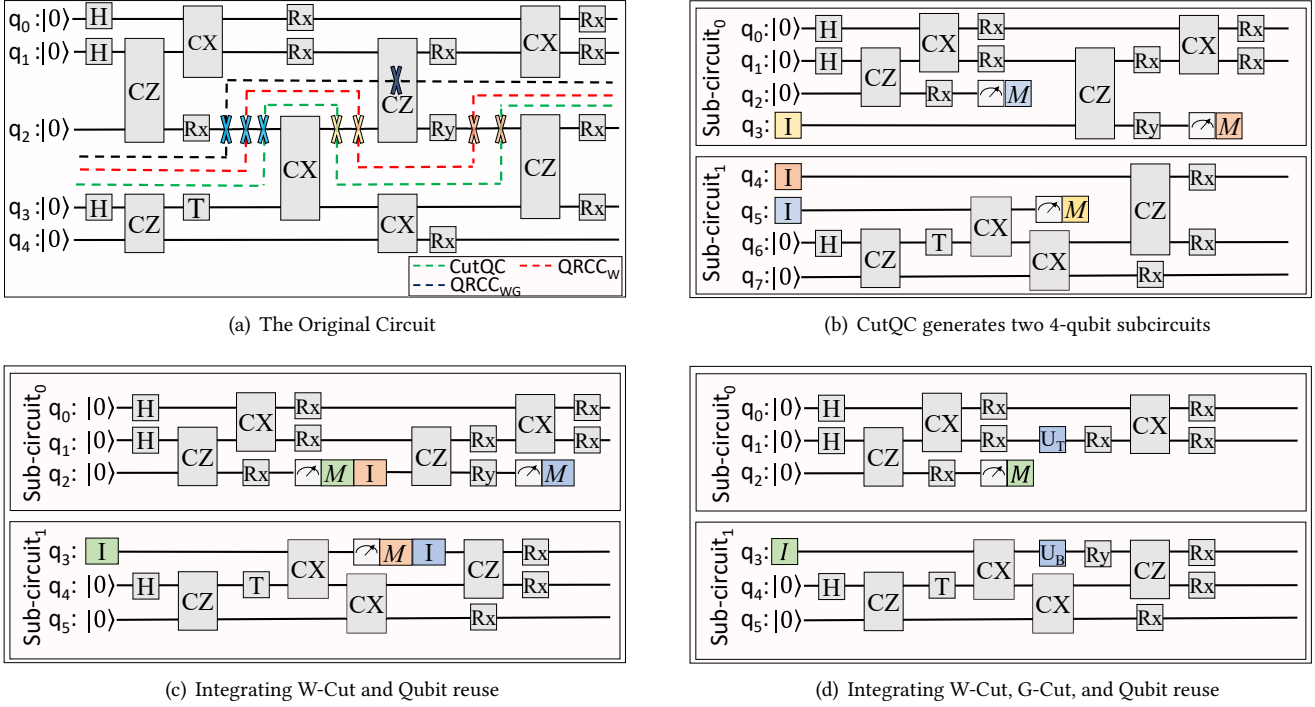 q0 :|0⟩ H CX Rx CX Rx
q1 :|0⟩ H CZ Rx CZ Rx Rx
q2 :|0⟩ Rx CX Ry CZ
q3 :|0⟩ H CZ T CX Rx
q4 :|0⟩ Rx
CutQC QRCCW
QRCCWG
(a) The Original Circuit
Sub-circuit0
q0:|0⟩ H CX Rx CX Rx
q1:|0⟩ H CZ Rx CZ Rx Rx
q2:|0⟩ Rx M
q3: I Ry M
Sub-circuit1
q4: I CZ Rx
q5: I CX M
q6:|0⟩ H CZ T CX Rx
q7:|0⟩ Rx
(b) CutQC generates two 4-qubit subcircuits
Sub-circuit0
q0: |0⟩ H CX Rx CX Rx
q1: |0⟩ H CZ Rx CZ Rx Rx
q2: |0⟩ Rx M I Ry M
Sub-circuit1
q3: I CX M I CZ Rx
q4: |0⟩ H CZ T CX Rx
q5: |0⟩ Rx
(c) Integrating W-Cut and Qubit reuse
Sub-circuit0
q0:|0⟩ H CX Rx CX Rx
q1:|0⟩ H CZ Rx UT Rx Rx
q2:|0⟩ Rx M
Sub-circuit1
q3: I CX UB Ry CZ Rx
q4:|0⟩ H CZ T CX Rx
q5:|0⟩ Rx
(d) Integrating W-Cut, G-Cut, and Qubit reuse